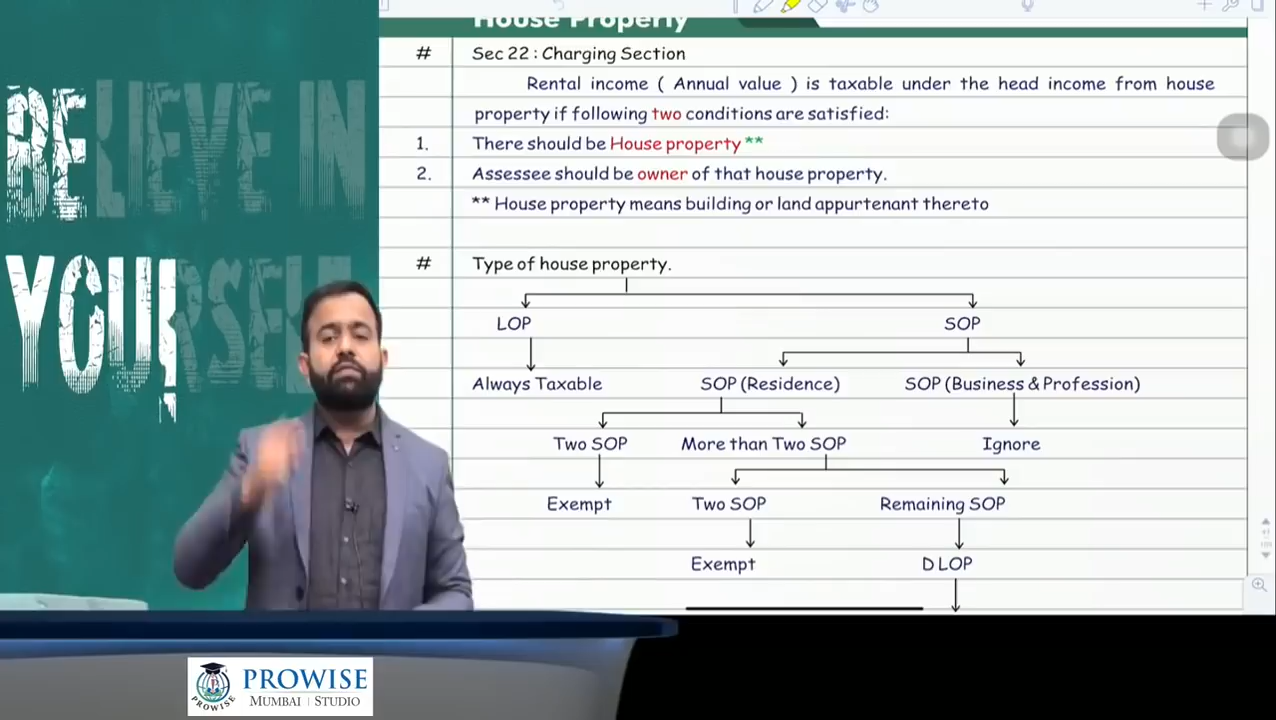 BELIEVE IN
YOURSELF
House Property
# Sec 22 : Charging Section
Rental income ( Annual value ) is taxable under the head income from house
property if following two conditions are satisfied:
1. There should be House property **
2. Assessee should be owner of that house property.
** House property means building or land appurtenant thereto
# Type of house property.
LOP SOP
Always Taxable SOP (Residence) SOP (Business & Profession)
Two SOP More than Two SOP Ignore
Exempt Two SOP Remaining SOP
Exempt D LOP
PROWISE
PROWISE
MUMBAI | STUDIO